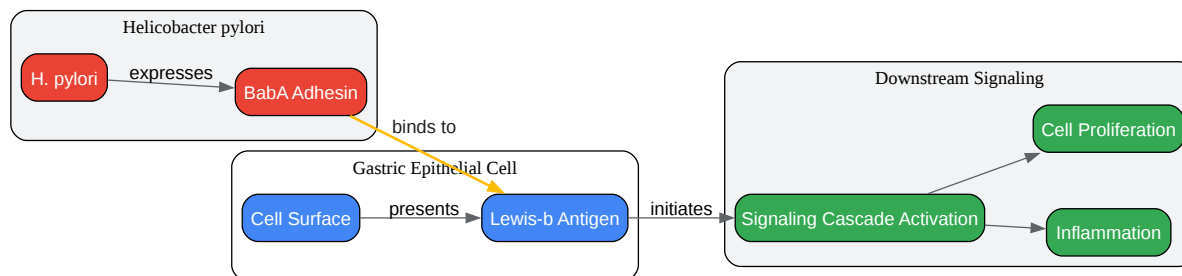 Helicobacter pylori
H. pylori
expresses
BabA Adhesin
binds to
Gastric Epithelial Cell
Cell Surface
presents
Lewis-b Antigen
initiates
Downstream Signaling
Signaling Cascade Activation
Cell Proliferation
Inflammation